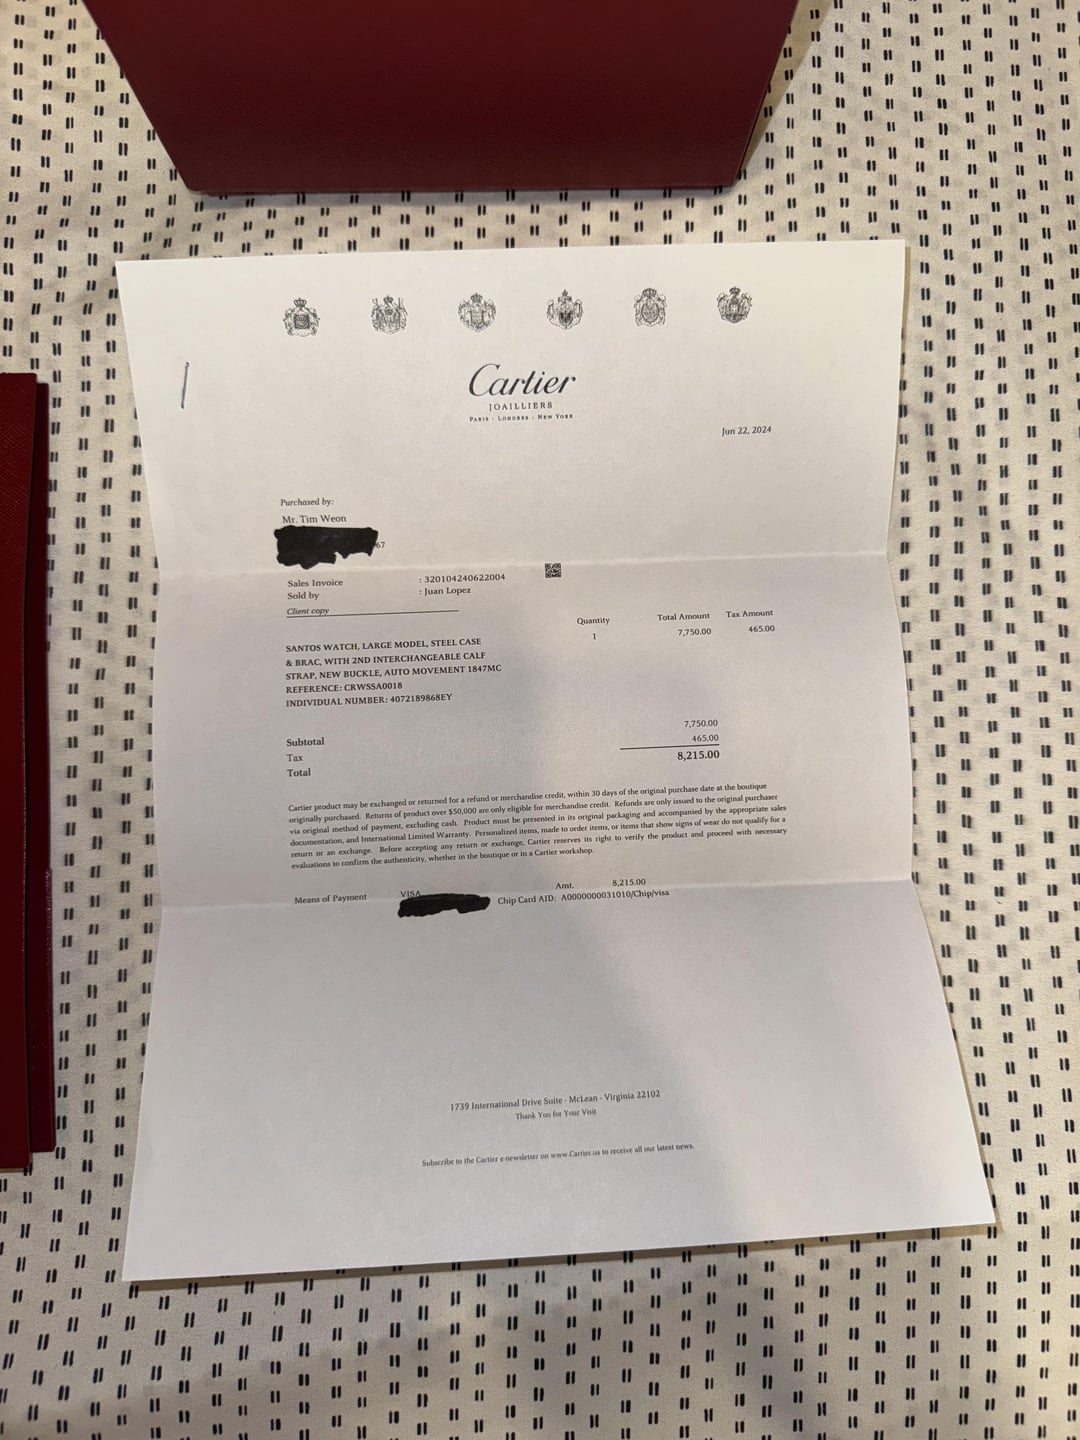 Cartier
JOAILLIERS
PARIS - LONDRES - NEW YORK
Jun 22, 2024
Purchased by:
Mr. Tim Weon
67
Sales Invoice : 320104240622004
Sold by : Juan Lopez
Client copy
Quantity Total Amount Tax Amount
1 7,750.00 465.00
SANTOS WATCH, LARGE MODEL, STEEL CASE
& BRAC, WITH 2ND INTERCHANGEABLE CALF
STRAP, NEW BUCKLE, AUTO MOVEMENT 1847MC
REFERENCE: CRWSSA0018
INDIVIDUAL NUMBER: 4072189868EY
Subtotal 7,750.00
Tax 465.00
Total 8,215.00
Cartier product may be exchanged or returned for a refund or merchandise credit, within 30 days of the original purchase date at the boutique
originally purchased. Returns of product over $50,000 are only eligible for merchandise credit. Refunds are only issued to the original purchaser
via original method of payment, excluding cash. Product must be presented in its original packaging and accompanied by the appropriate sales
documentation, and International Limited Warranty. Personalized items, made to order items, or items that show signs of wear do not qualify for a
return or an exchange. Before accepting any return or exchange, Cartier reserves its right to verify the product and proceed with necessary
evaluations to confirm the authenticity, whether in the boutique or in a Cartier workshop.
Means of Payment VISA Amt. 8,215.00
Chip Card AID: A0000000031010/Chip/visa
1739 International Drive Suite - McLean - Virginia 22102
Thank You for Your Visit
Subscribe to the Cartier e-newsletter on www.Cartier.us to receive all our latest news.